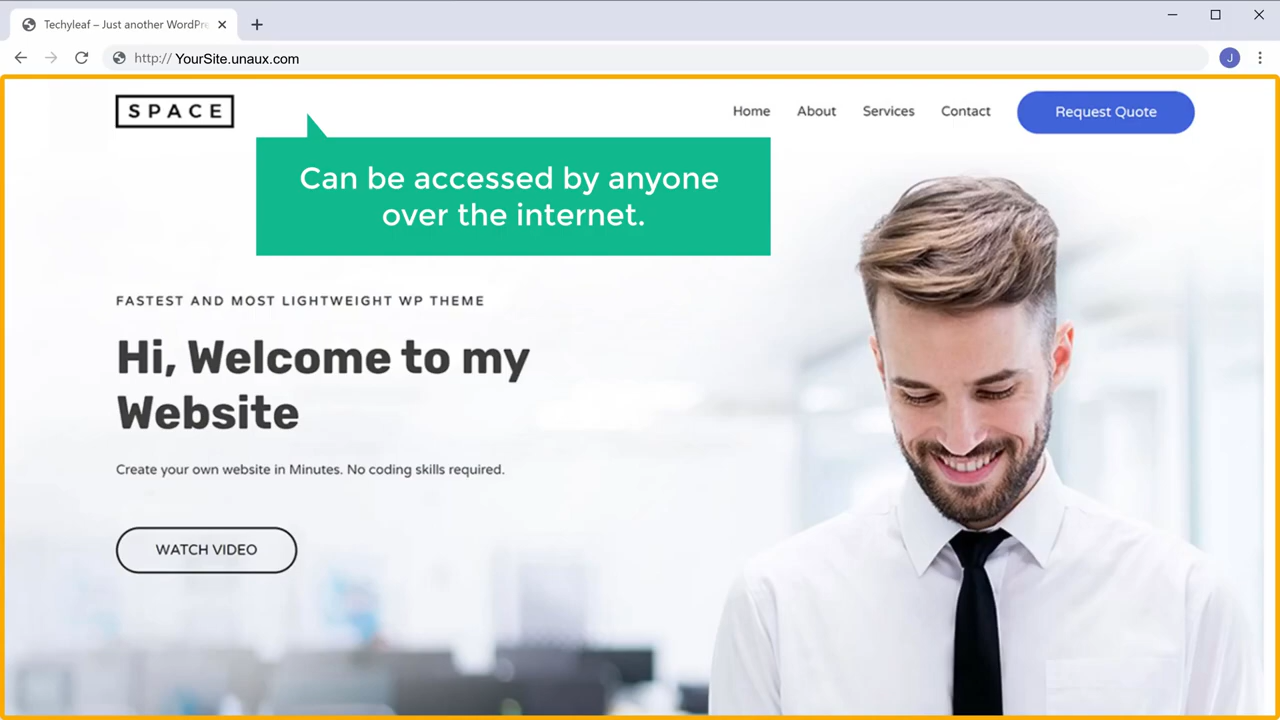 Techyleaf – Just another WordPre
http:// YourSite.unaux.com
J
SPACE
Home
About
Services
Contact
Request Quote
Can be accessed by anyone
over the internet.
FASTEST AND MOST LIGHTWEIGHT WP THEME
Hi, Welcome to my
Website
Create your own website in Minutes. No coding skills required.
WATCH VIDEO